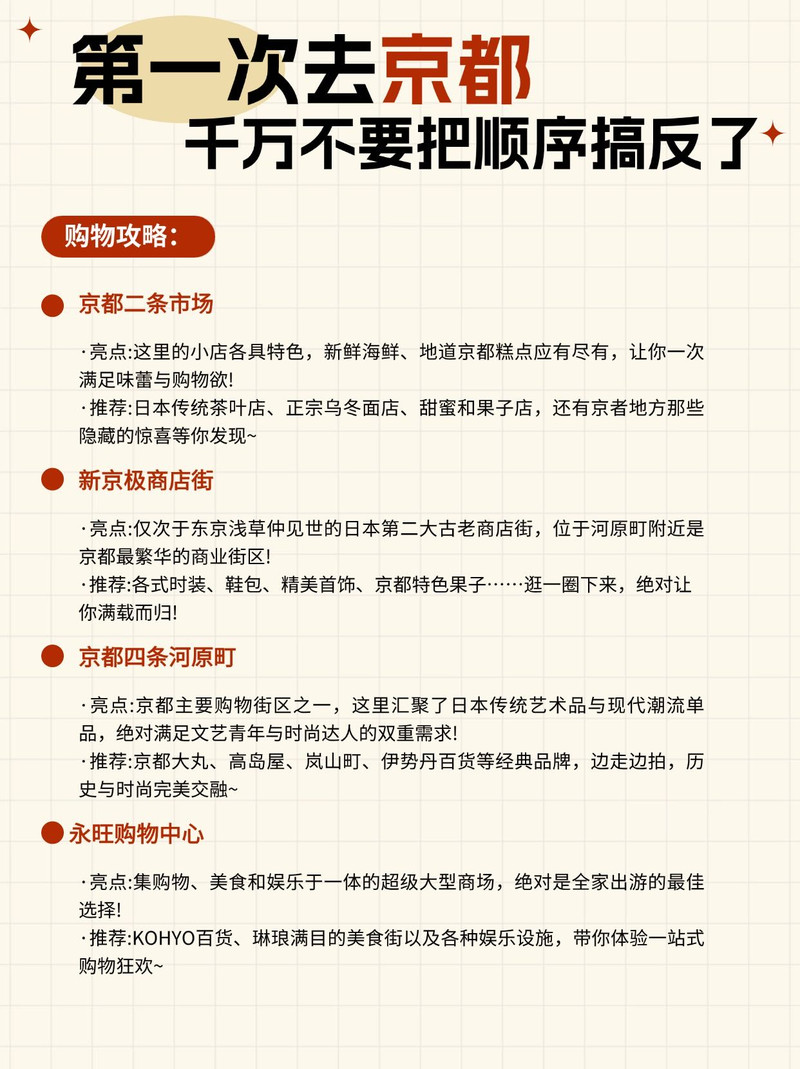 第一次去京都
千万不要把顺序搞反了
购物攻略：
京都二条市场
·亮点:这里的小店各具特色，新鲜海鲜、地道京都糕点应有尽有，让你一次
满足味蕾与购物欲!
·推荐:日本传统茶叶店、正宗乌冬面店、甜蜜和果子店，还有京者地方那些
隐藏的惊喜等你发现~
新京极商店街
·亮点:仅次于东京浅草仲见世的日本第二大古老商店街，位于河原町附近是
京都最繁华的商业街区!
·推荐:各式时装、鞋包、精美首饰、京都特色果子……逛一圈下来，绝对让
你满载而归!
京都四条河原町
·亮点:京都主要购物街区之一，这里汇聚了日本传统艺术品与现代潮流单
品，绝对满足文艺青年与时尚达人的双重需求!
·推荐:京都大丸、高岛屋、岚山町、伊势丹百货等经典品牌，边走边拍，历
史与时尚完美交融~
永旺购物中心
·亮点:集购物、美食和娱乐于一体的超级大型商场，绝对是全家出游的最佳
选择!
·推荐:KOHYO百货、琳琅满目的美食街以及各种娱乐设施，带你体验一站式
购物狂欢~